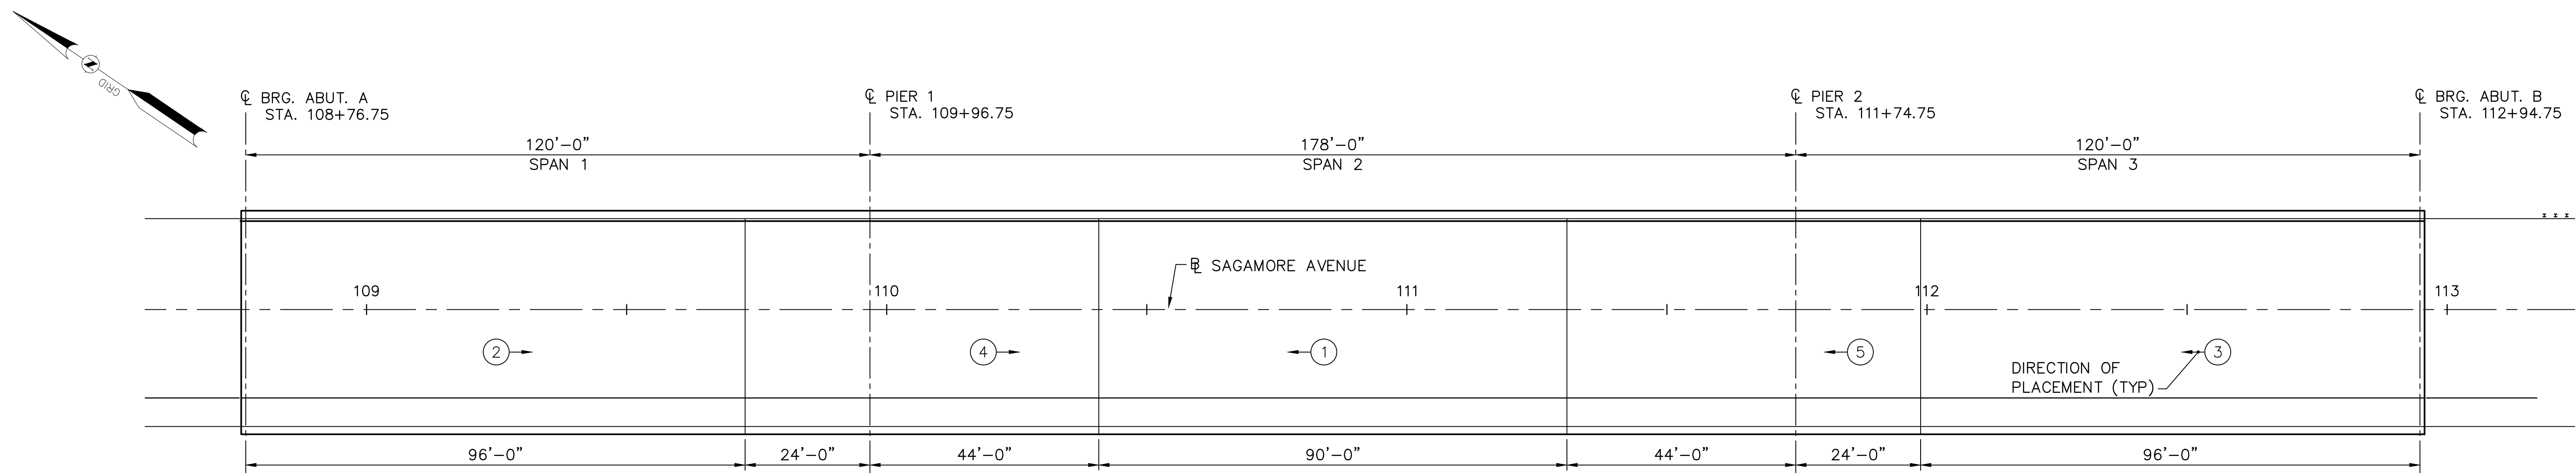 N
GRID
℄ BRG. ABUT. A
STA. 108+76.75
℄ PIER 1
STA. 109+96.75
℄ PIER 2
STA. 111+74.75
℄ BRG. ABUT. B
STA. 112+94.75
120'-0"
SPAN 1
178'-0"
SPAN 2
120'-0"
SPAN 3
BL SAGAMORE AVENUE
109
110
111
112
113
2
4
1
5
3
DIRECTION OF
PLACEMENT (TYP)
96'-0"
24'-0"
44'-0"
90'-0"
44'-0"
24'-0"
96'-0"